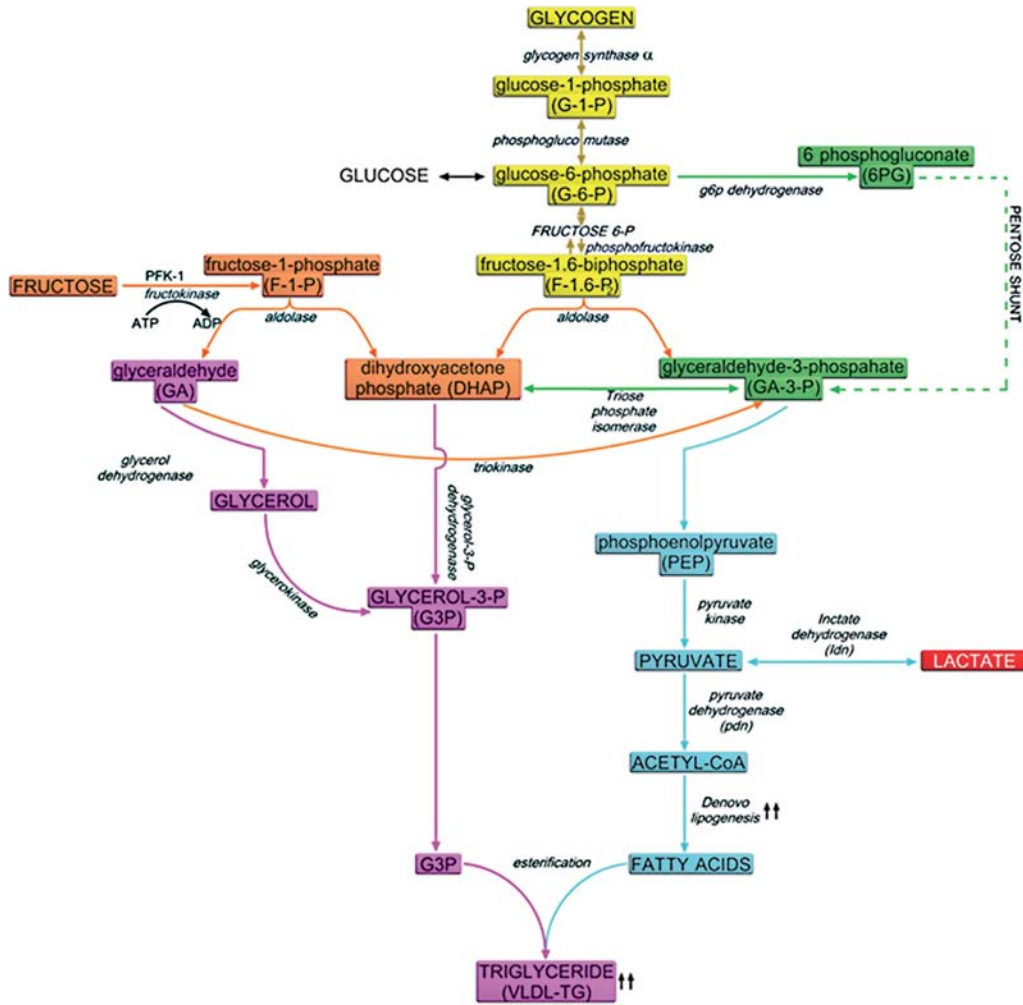 GLYCOGEN
glycogen synthase α
glucose-1-phosphate
(G-1-P)
phosphogluco mutase
GLUCOSE
glucose-6-phosphate
(G-6-P)
g6p dehydrogenase
6 phosphogluconate
(6PG)
PENTOSE SHUNT
FRUCTOSE 6-P
phosphofructokinase
FRUCTOSE
PFK-1
fructokinase
ATP
ADP
fructose-1-phosphate
(F-1-P)
aldolase
fructose-1.6-biphosphate
(F-1.6-P₂)
aldolase
glyceraldehyde
(GA)
dihydroxyacetone
phosphate (DHAP)
Triose
phosphate
isomerase
glyceraldehyde-3-phospahate
(GA-3-P)
triokinase
glycerol
dehydrogenase
GLYCEROL
glycerokinase
glycerol-3-P
dehydrogenase
GLYCEROL-3-P
(G3P)
phosphoenolpyruvate
(PEP)
pyruvate
kinase
PYRUVATE
lnctate
dehydrogenase
(ldn)
LACTATE
pyruvate
dehydrogenase
(pdn)
ACETYL-CoA
Denovo
lipogenesis
G3P
esterification
FATTY ACIDS
TRIGLYCERIDE
(VLDL-TG)